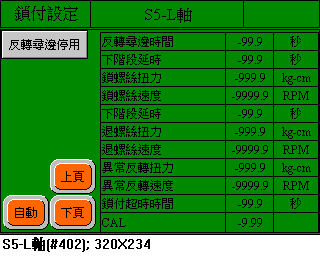 鎖付設定 S5-L軸
反轉尋溝停用
反轉尋溝時間 -99.9 秒
下階段延時 -99.9 秒
鎖螺絲扭力 -999.9 kg-cm
鎖螺絲速度 -9999.9 RPM
下階段延時 -99.9 秒
退螺絲扭力 -999.9 kg-cm
退螺絲速度 -9999.9 RPM
異常反轉扭力 -999.9 kg-cm
異常反轉速度 -9999.9 RPM
鎖付超時時間 -99.9 秒
CAL -9.99
上頁
自動 下頁
S5-L軸(#402); 320X234